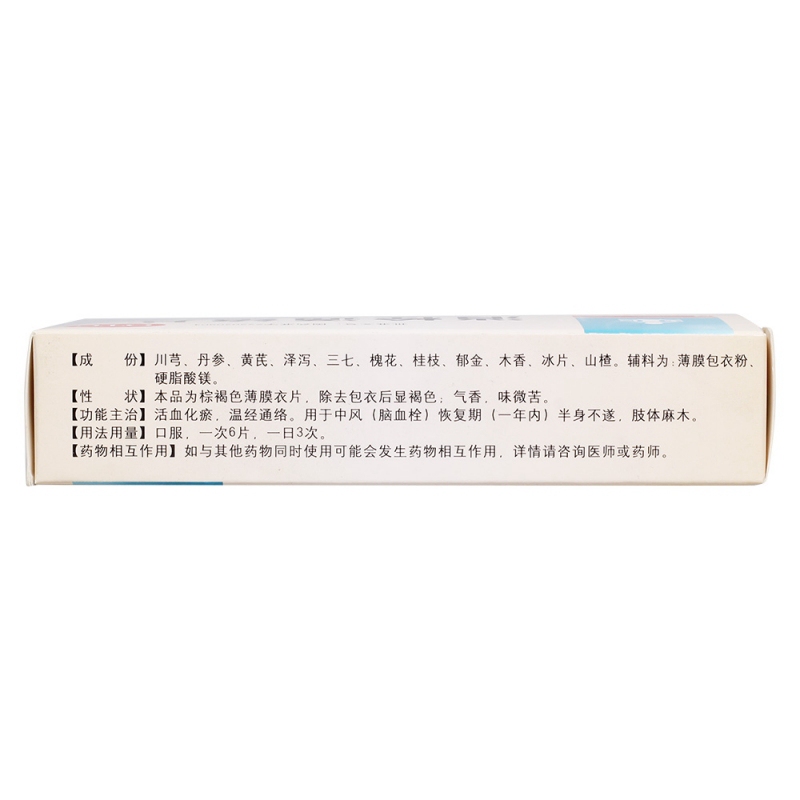 【成　份】川芎、丹参、黄芪、泽泻、三七、槐花、桂枝、郁金、木香、冰片、山楂。辅料为：薄膜包衣粉、
硬脂酸镁。
【性　状】本品为棕褐色薄膜衣片，除去包衣后显褐色；气香，味微苦。
【功能主治】活血化瘀，温经通络。用于中风（脑血栓）恢复期（一年内）半身不遂，肢体麻木。
【用法用量】口服，一次6片，一日3次。
【药物相互作用】如与其他药物同时使用可能会发生药物相互作用，详情请咨询医师或药师。